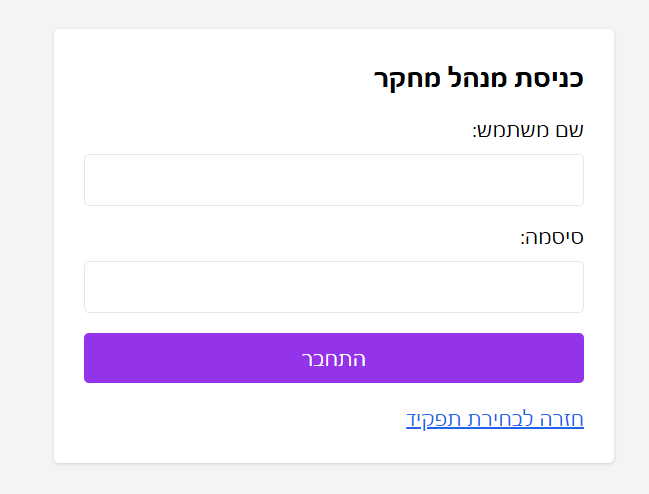 כניסת מנהל מחקר
שם משתמש:
סיסמה:
התחבר
חזרה לבחירת תפקיד